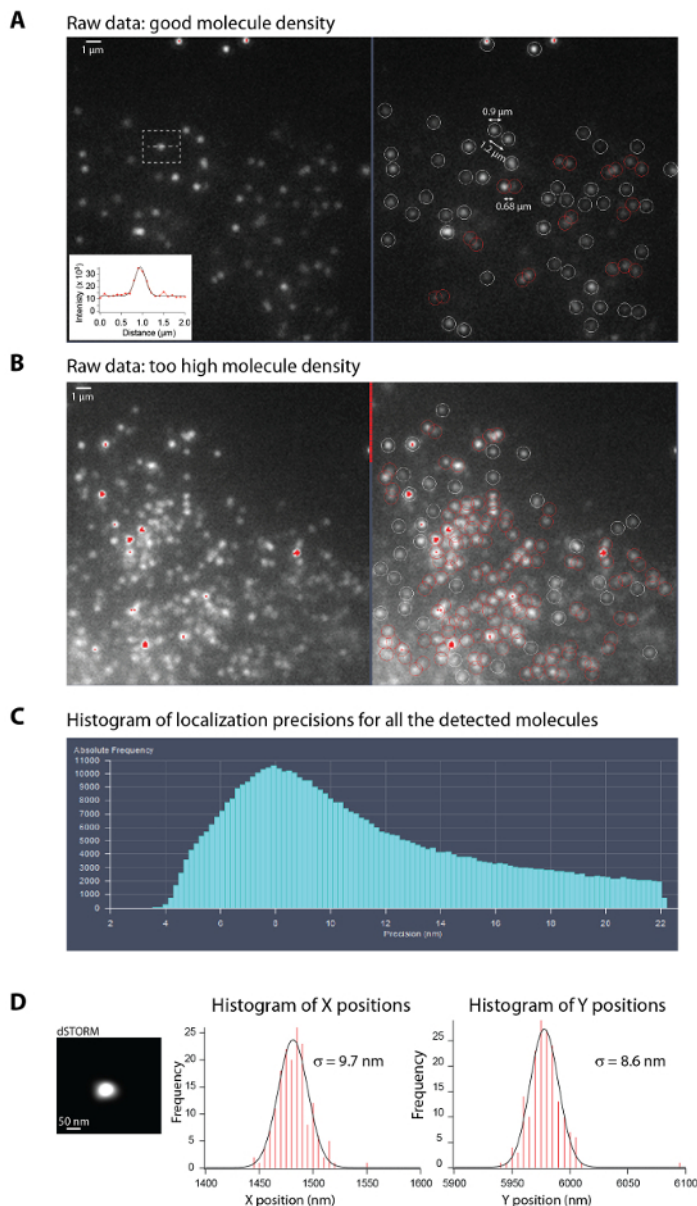 A
Raw data: good molecule density
1 μm
0.9 μm
1.2 μm
0.68 μm
Intenisty (x 10³)
30
20
10
0
0.0 0.5 1.0 1.5 2.0
Distance (μm)
B
Raw data: too high molecule density
1 μm
C
Histogram of localization precisions for all the detected molecules
Absolute Frequency
11000
10000
9000
8000
7000
6000
5000
4000
3000
2000
1000
0
2 4 6 8 10 12 14 16 18 20 22
Precision (nm)
D
dSTORM
50 nm
Histogram of X positions
σ = 9.7 nm
Frequency
25
20
15
10
5
0
1400 1450 1500 1550 1600
X position (nm)
Histogram of Y positions
σ = 8.6 nm
Frequency
25
20
15
10
5
0
5900 5950 6000 6050 6100
Y position (nm)